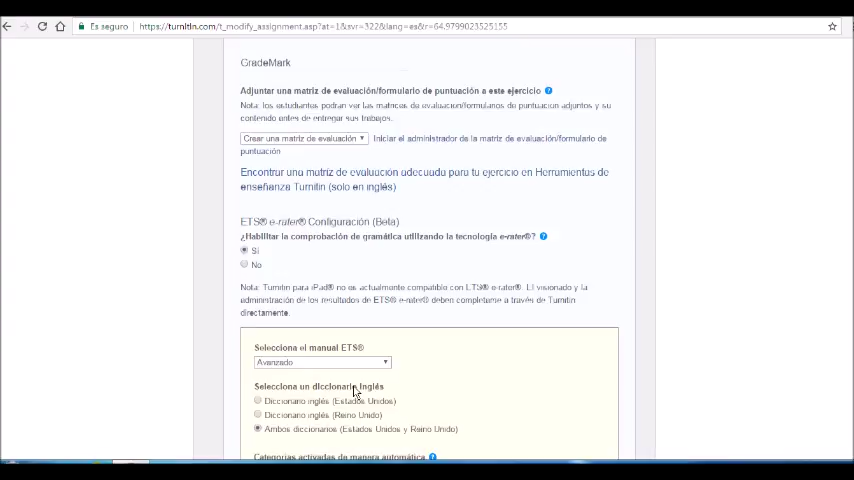 Es seguro
https://turnitin.com/t_modify_assignment.asp?at=1&svr=322&lang=es&r=64.9799023525155
GradeMark
Adjuntar una matriz de evaluación/formulario de puntuación a este ejercicio
Nota: los estudiantes podran ver las matrices de evaluacion/formularios de puntuacion adjuntos y su
contenido antes de entregar sus trabajos.
Crear una matriz de evaluación
Iniciar el administrador de la matriz de evaluación/formulario de
puntuación
Encontrar una matriz de evaluación adecuada para tu ejercicio en Herramientas de
enseñanza Turnitin (solo en inglés)
ETS® e-rater® Configuración (Beta)
¿Habilitar la comprobación de gramática utilizando la tecnología e-rater®?
Sí
No
Nota: Turnitin para iPad® no es actualmente compatible con ETS® e-rater®. El visionado y la
administración de los resultados de ETS® e-rater® deben completarse a través de Turnitin
directamente.
Selecciona el manual ETS®
Avanzado
Selecciona un diccionario Inglés
Diccionario inglés (Estados Unidos)
Diccionario inglés (Reino Unido)
Ambos diccionarios (Estados Unidos y Reino Unido)
Categorías activadas de manera automática